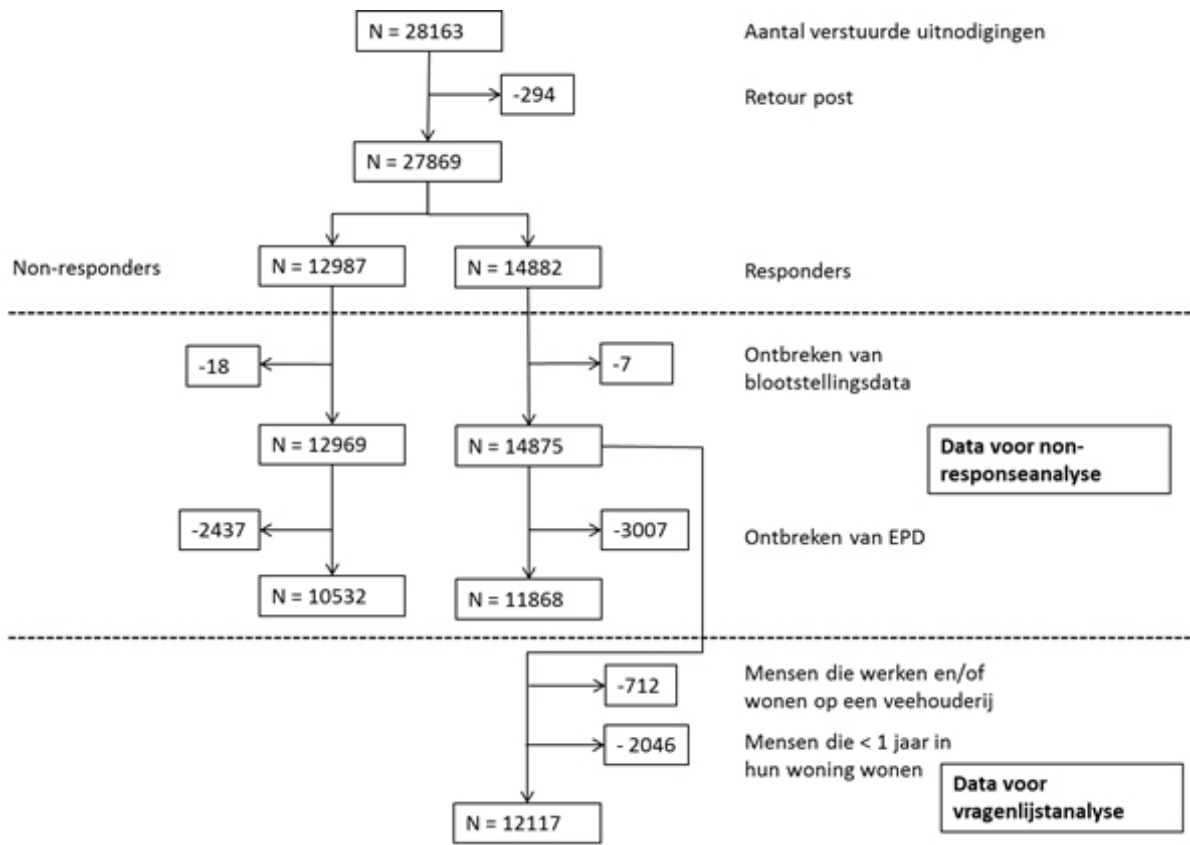 N = 28163
Aantal verstuurde uitnodigingen
-294
Retour post
N = 27869
Non-responders
N = 12987
N = 14882
Responders
-18
-7
Ontbreken van
blootstellingsdata
N = 12969
N = 14875
Data voor non-
responseanalyse
-2437
-3007
Ontbreken van EPD
N = 10532
N = 11868
-712
Mensen die werken en/of
wonen op een veehouderij
- 2046
Mensen die < 1 jaar in
hun woning wonen
Data voor
vragenlijstanalyse
N = 12117